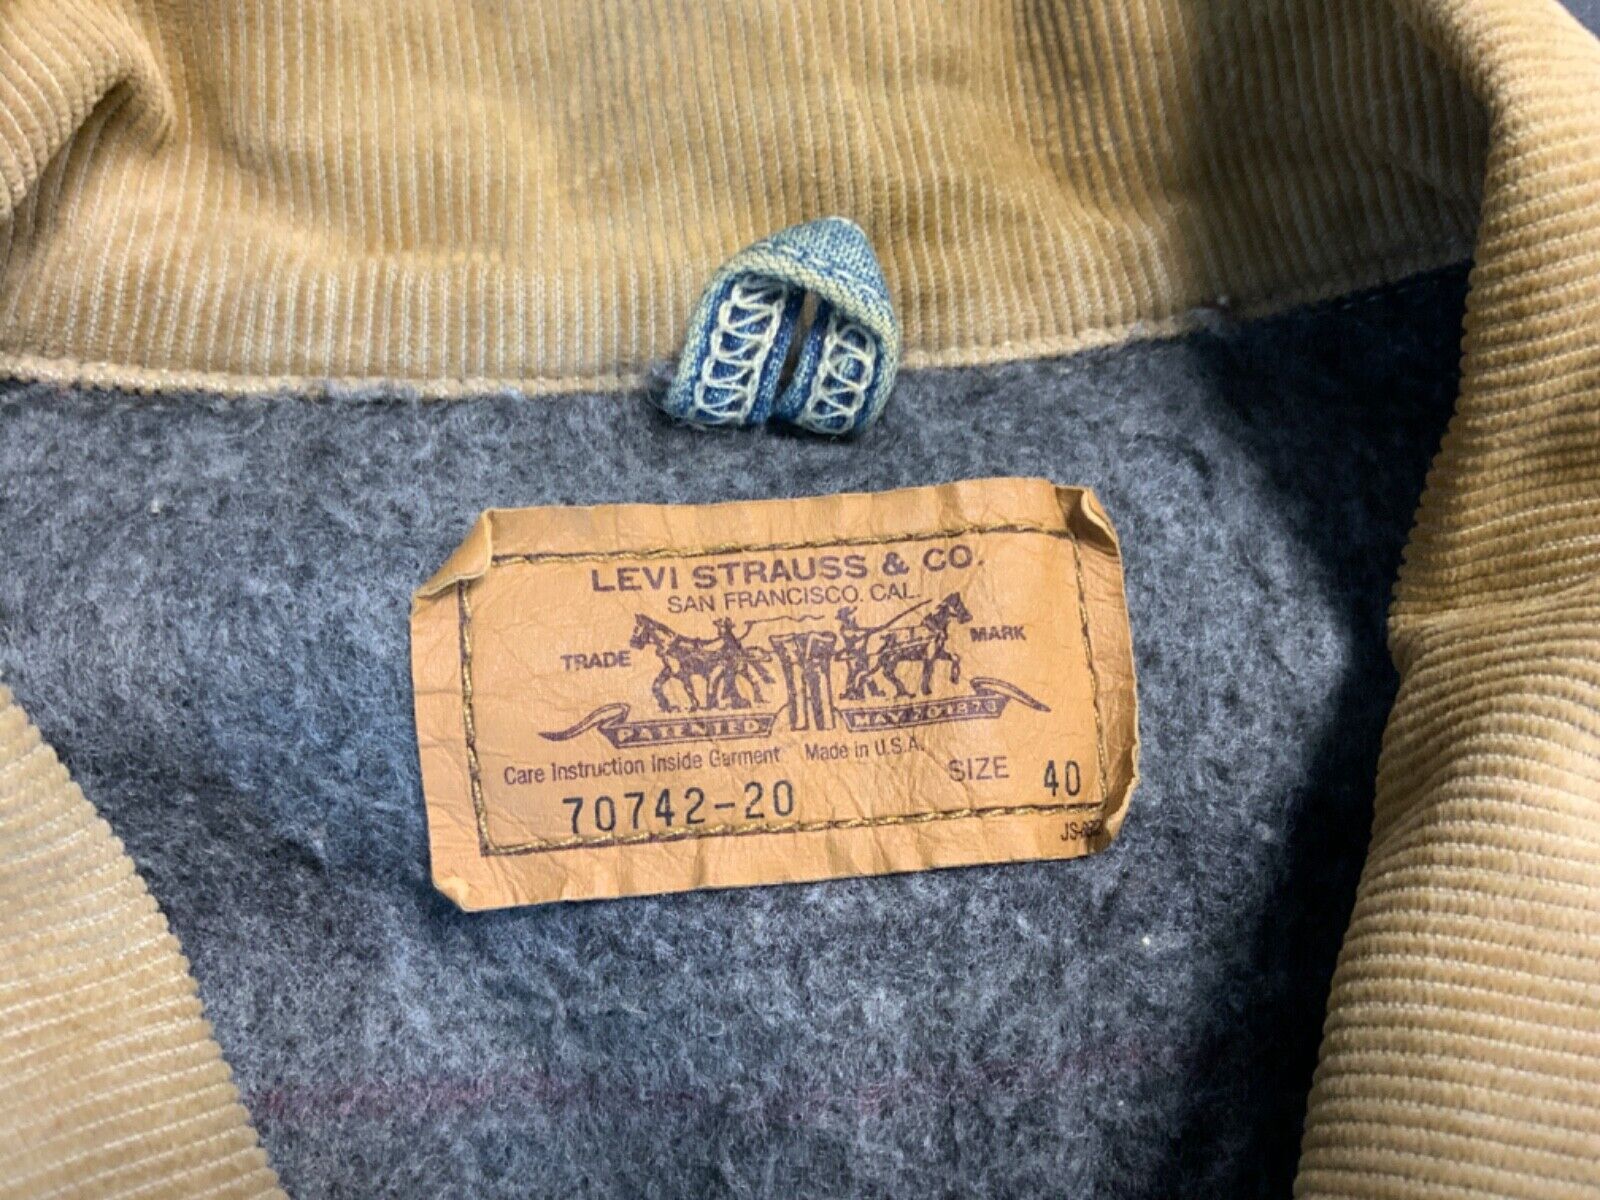 LEVI STRAUSS & CO.
SAN FRANCISCO. CAL.
TRADE MARK
PATENTED MAY 20 1873
Care Instruction Inside Garment Made in U.S.A.
70742-20 SIZE 40